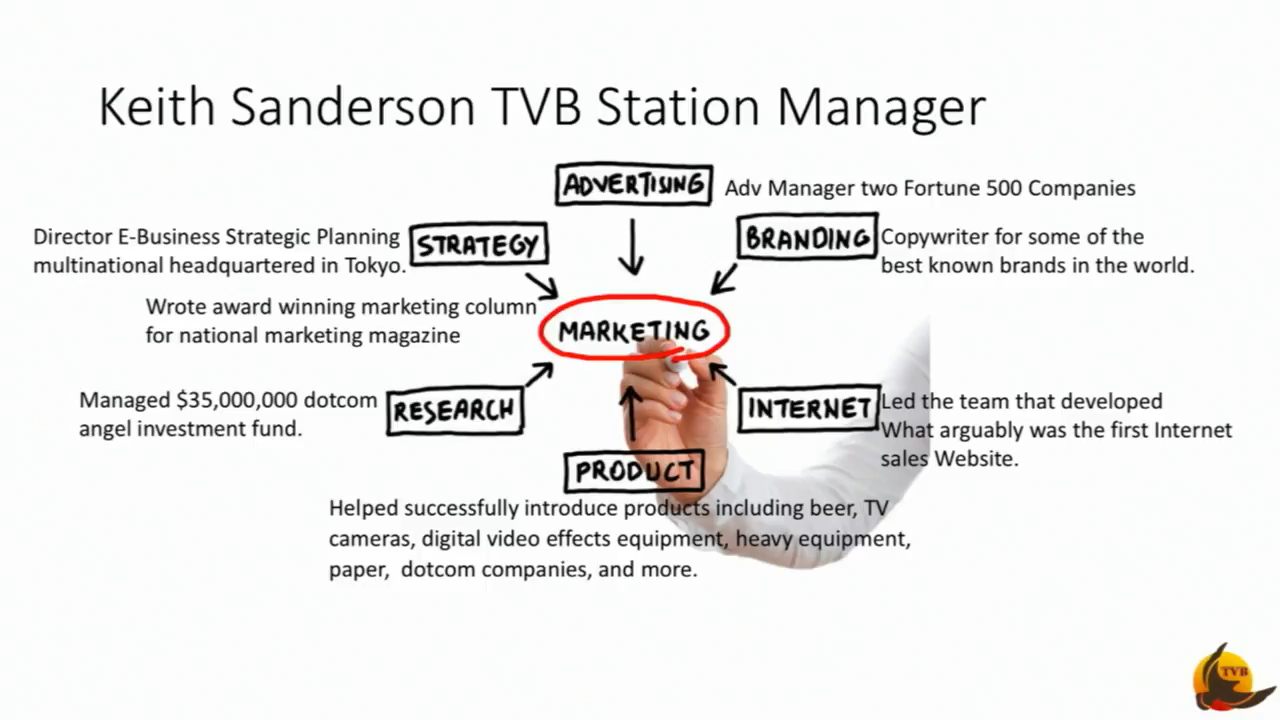 Keith Sanderson TVB Station Manager
ADVERTISING
Adv Manager two Fortune 500 Companies
Director E-Business Strategic Planning
multinational headquartered in Tokyo.
STRATEGY
BRANDING
Copywriter for some of the
best known brands in the world.
Wrote award winning marketing column
for national marketing magazine
MARKETING
Managed $35,000,000 dotcom
angel investment fund.
RESEARCH
INTERNET
Led the team that developed
What arguably was the first Internet
sales Website.
PRODUCT
Helped successfully introduce products including beer, TV
cameras, digital video effects equipment, heavy equipment,
paper,  dotcom companies, and more.
TVB